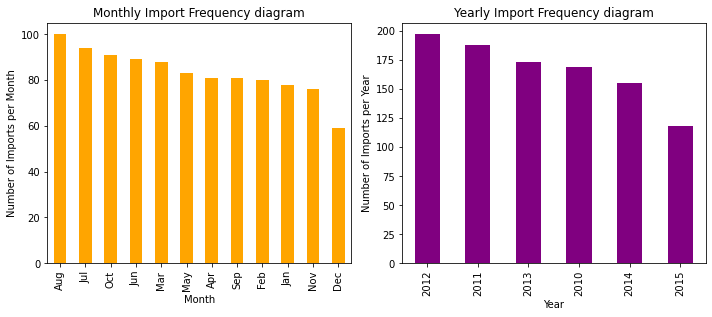 Monthly Import Frequency diagram
Number of Imports per Month
100
80
60
40
20
0
Aug Jul Oct Jun Mar May Apr Sep Feb Jan Nov Dec
Month
Yearly Import Frequency diagram
Number of Imports per Year
200
175
150
125
100
75
50
25
0
2012 2011 2013 2010 2014 2015
Year